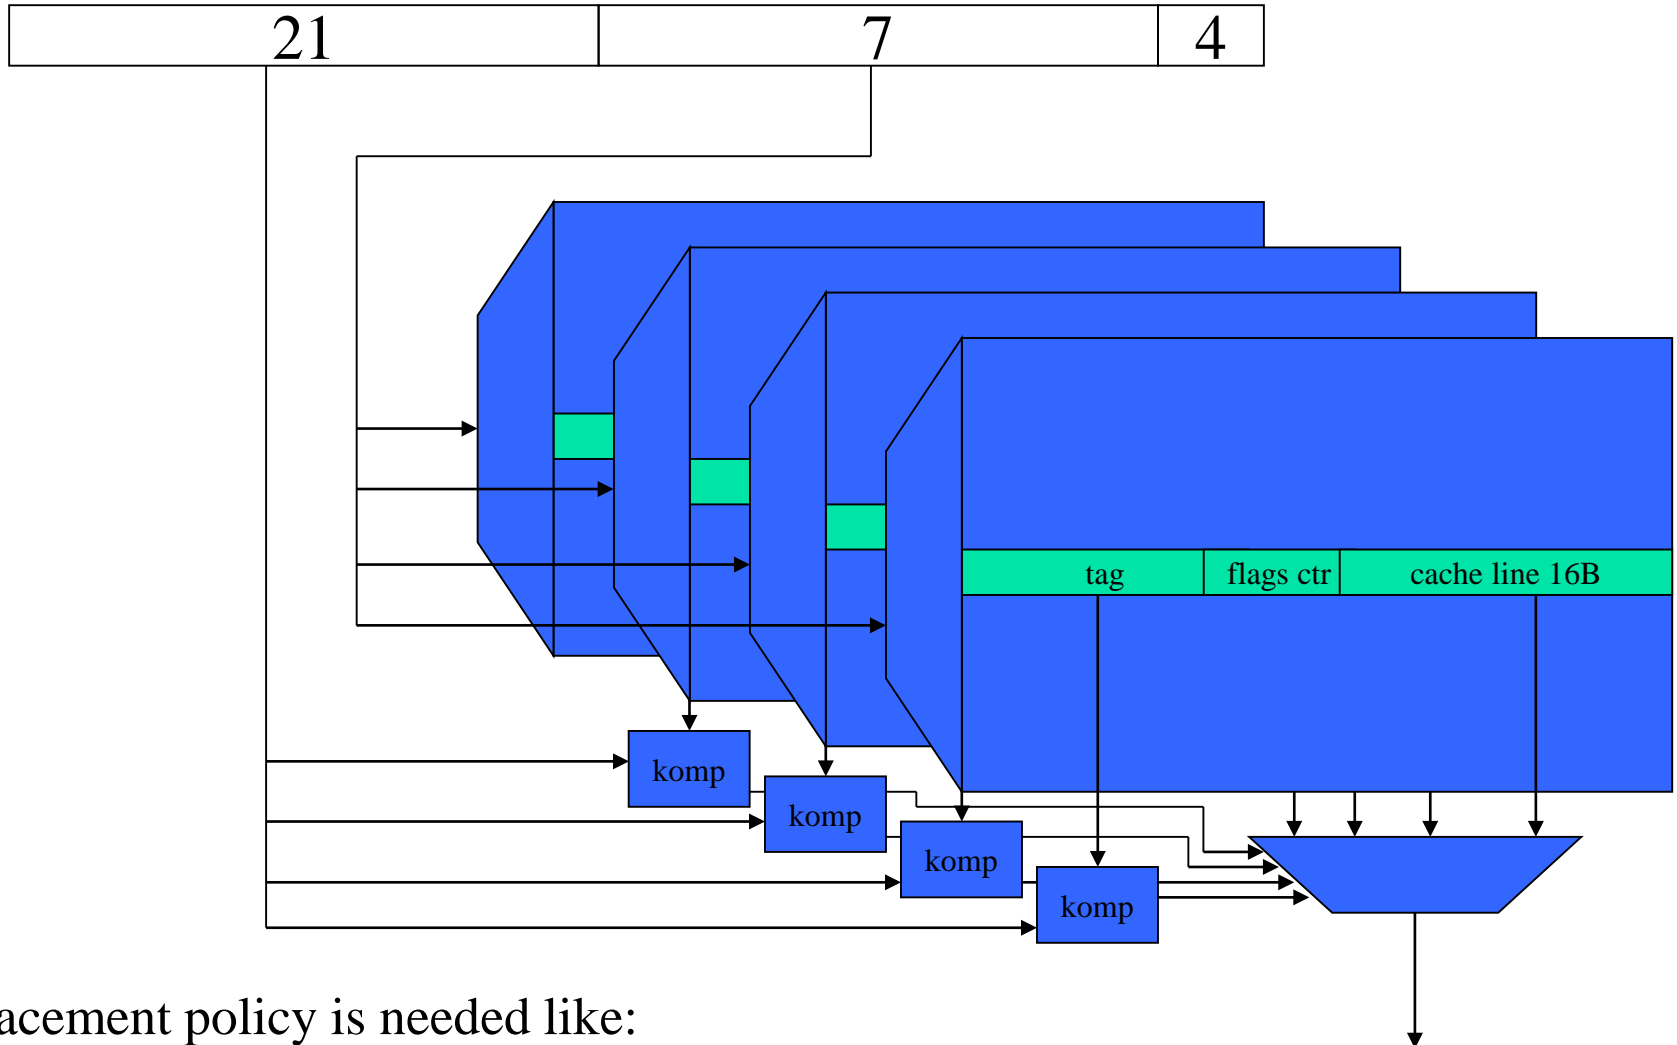 21 7 4
tag flags ctr cache line 16B
komp
komp
komp
komp
acement policy is needed like: